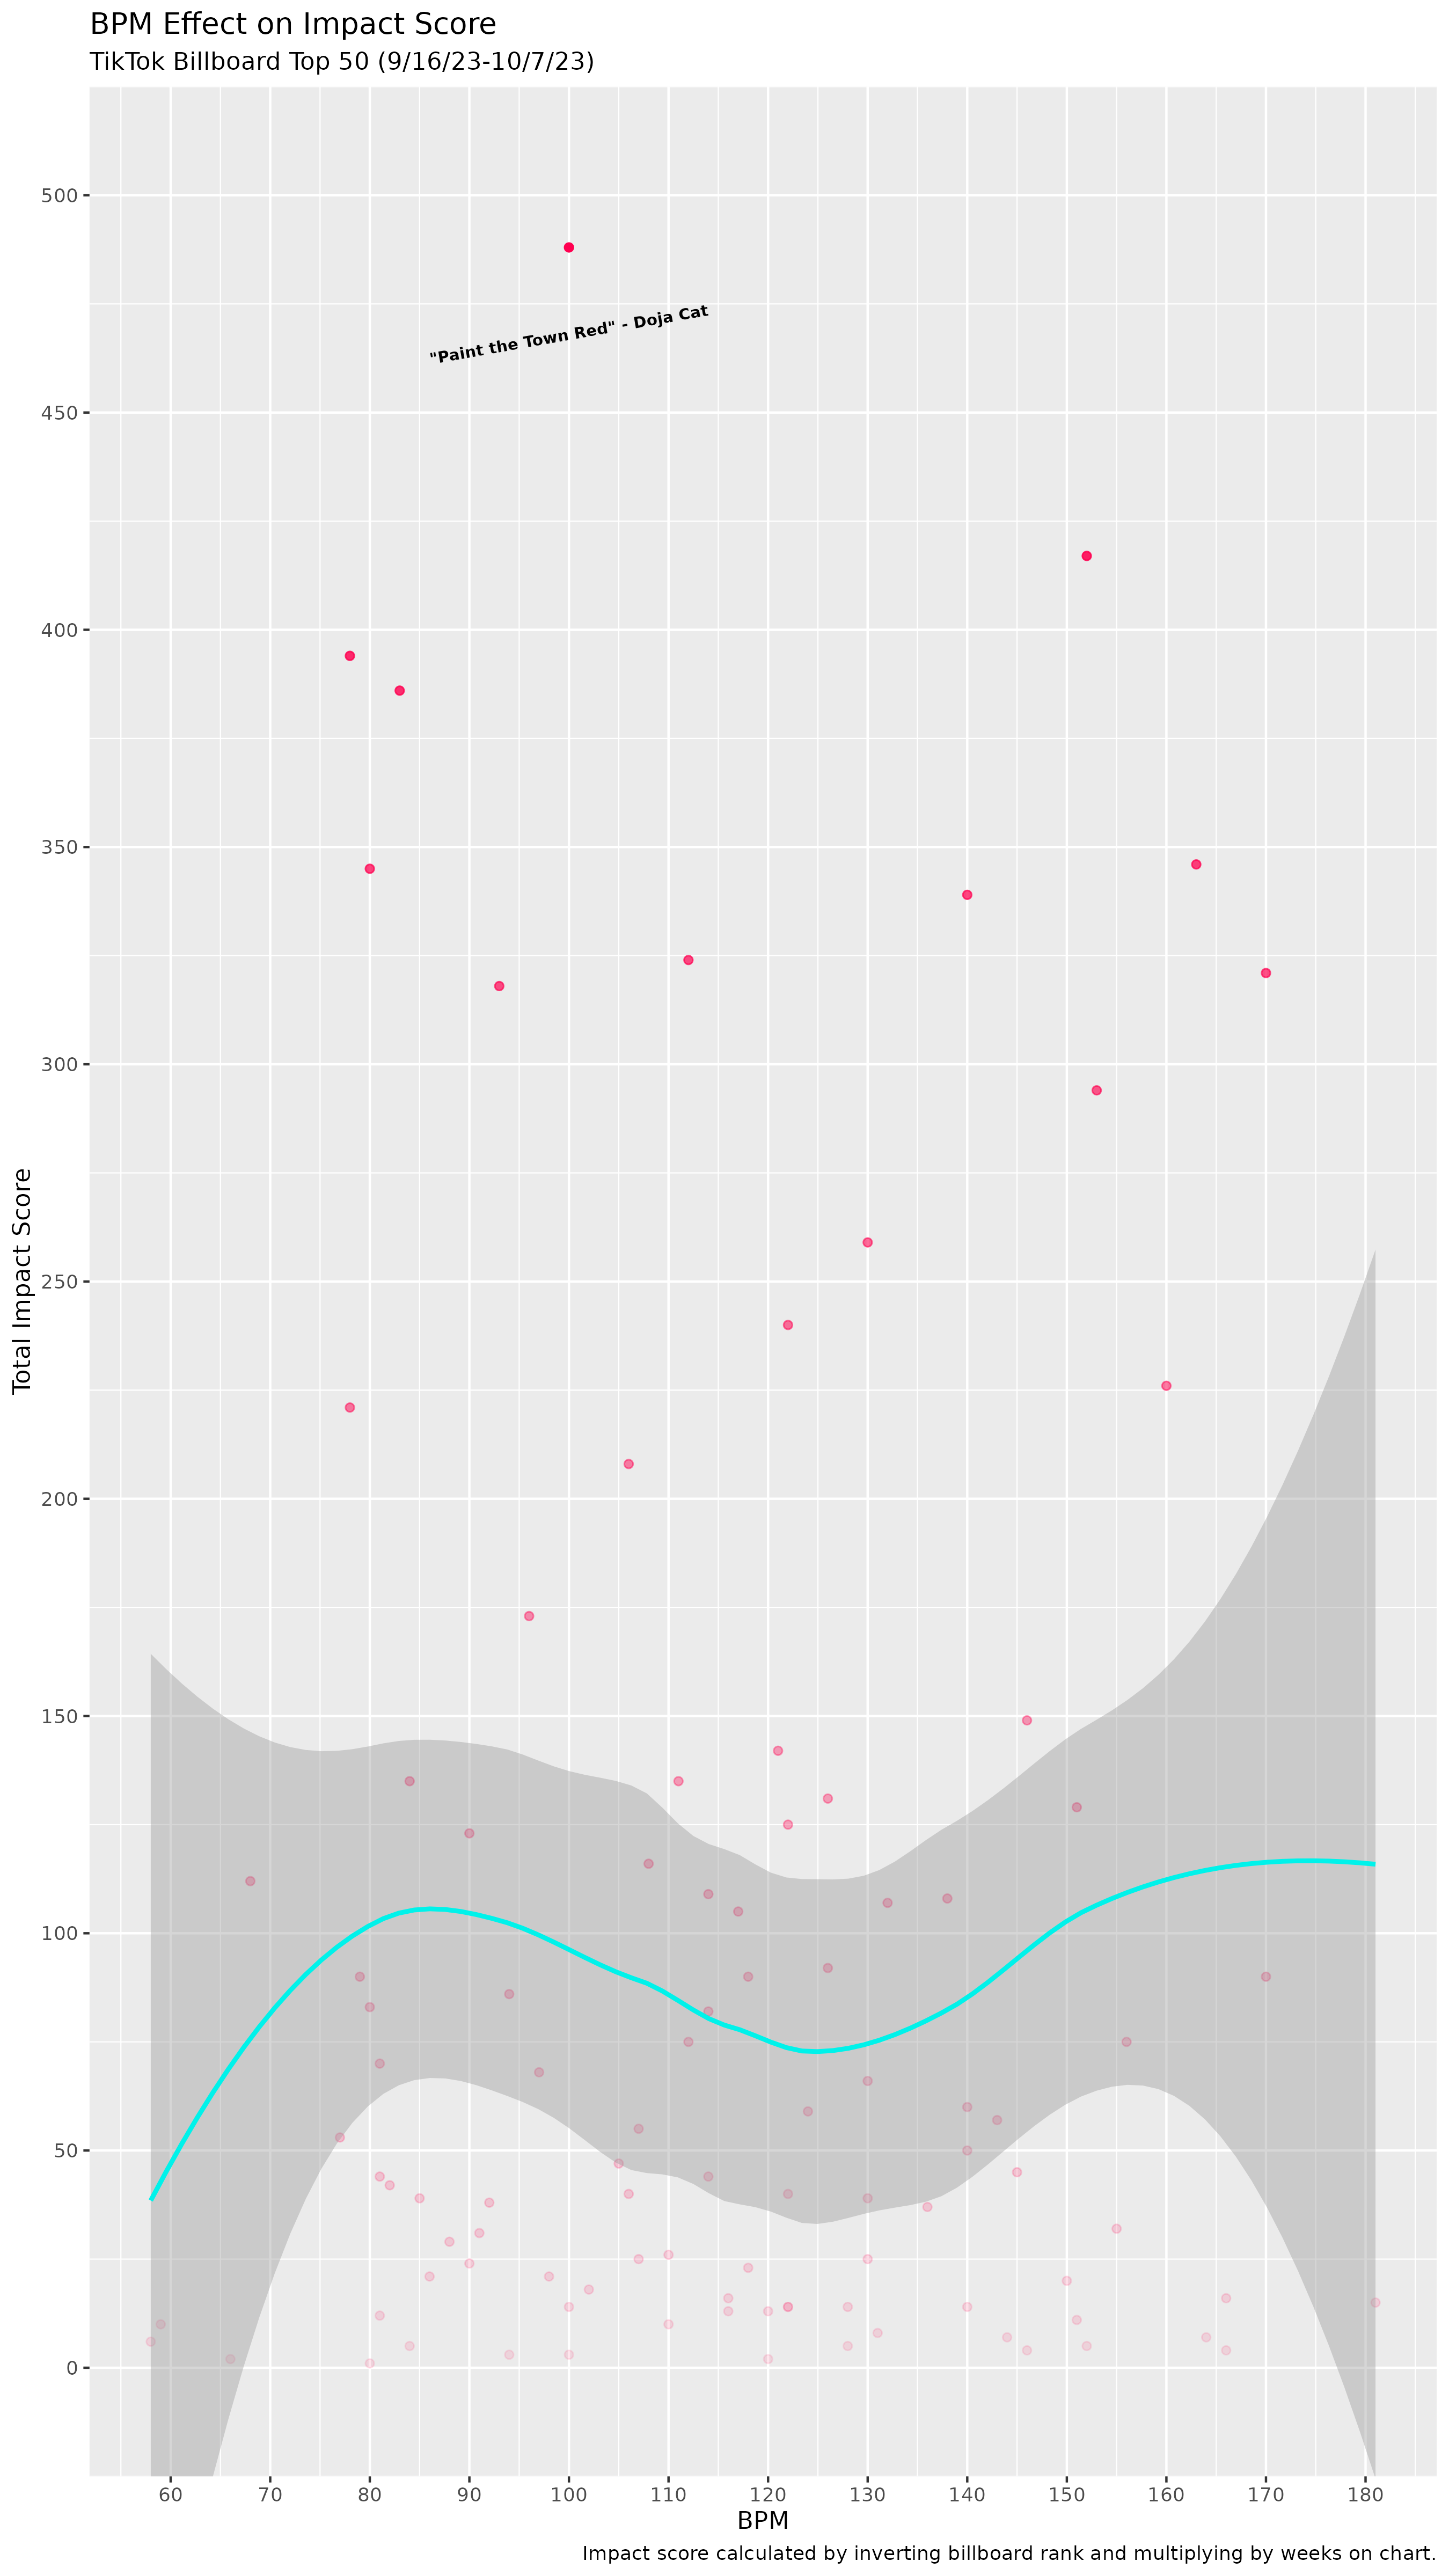 BPM Effect on Impact Score
TikTok Billboard Top 50 (9/16/23-10/7/23)
500
"Paint the Town Red" - Doja Cat
450
400
350
300
Total Impact Score
250
200
150
100
50
0
60 70 80 90 100 110 120 130 140 150 160 170 180
BPM
Impact score calculated by inverting billboard rank and multiplying by weeks on chart.